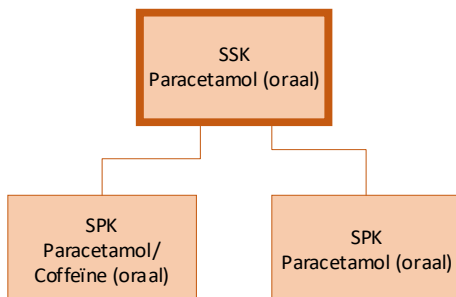 SSK
Paracetamol (oraal)
SPK
Paracetamol/
Coffeïne (oraal)
SPK
Paracetamol (oraal)